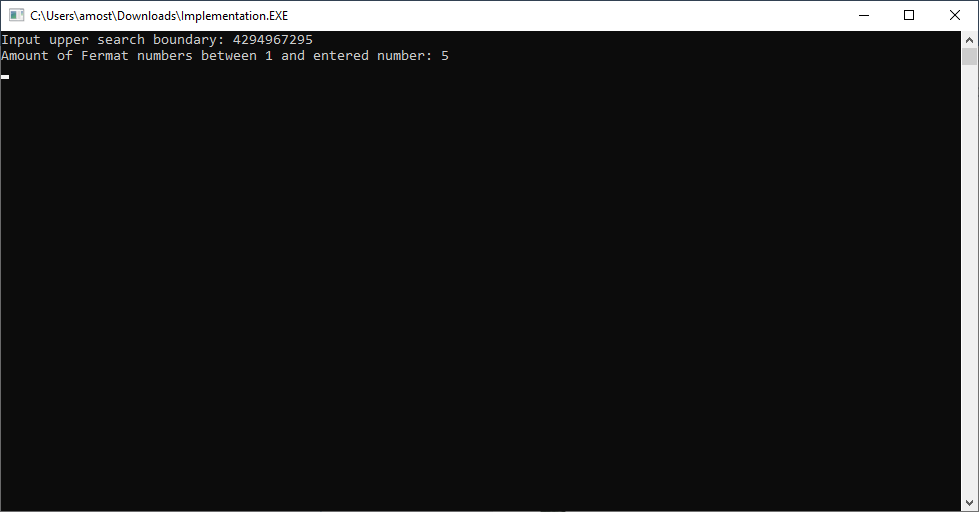 C:\Users\amost\Downloads\Implementation.EXE
Input upper search boundary: 4294967295
Amount of Fermat numbers between 1 and entered number: 5